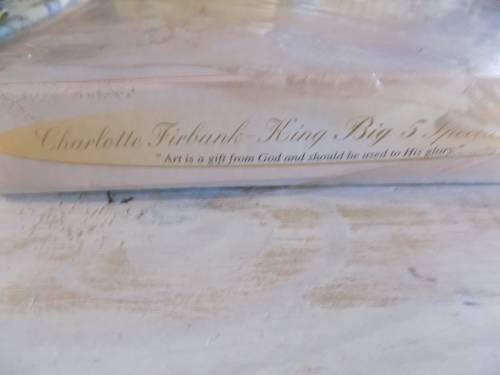 Charlotte Firbank-King Big 5
"Art is a gift from God and should be used to His glory."